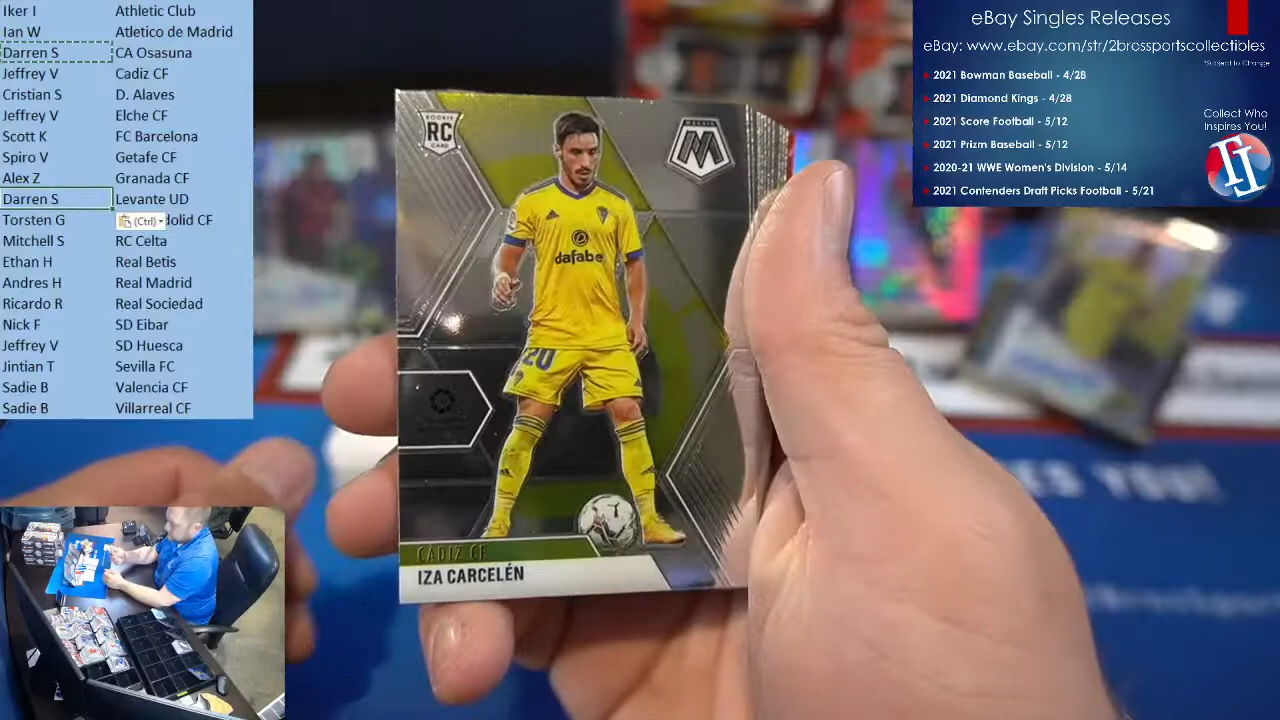 Iker I Athletic Club
Ian W Atletico de Madrid
Darren S CA Osasuna
Jeffrey V Cadiz CF
Cristian S D. Alaves
Jeffrey V Elche CF
Scott K FC Barcelona
Spiro V Getafe CF
Alex Z Granada CF
Darren S Levante UD
Torsten G (Ctrl) dolid CF
Mitchell S RC Celta
Ethan H Real Betis
Andres H Real Madrid
Ricardo R Real Sociedad
Nick F SD Eibar
Jeffrey V SD Huesca
Jintian T Sevilla FC
Sadie B Valencia CF
Sadie B Villarreal CF
eBay Singles Releases
eBay: www.ebay.com/str/2brossportscollectibles
*Subject to Change
2021 Bowman Baseball - 4/28
2021 Diamond Kings - 4/28
2021 Score Football - 5/12
2021 Prizm Baseball - 5/12
2020-21 WWE Women's Division - 5/14
2021 Contenders Draft Picks Football - 5/21
Collect Who
Inspires You!
ROOKIE
RC
CARD
MOSAIC
M
dafabe
20
CADIZ CF
IZA CARCELÉN
YOU!